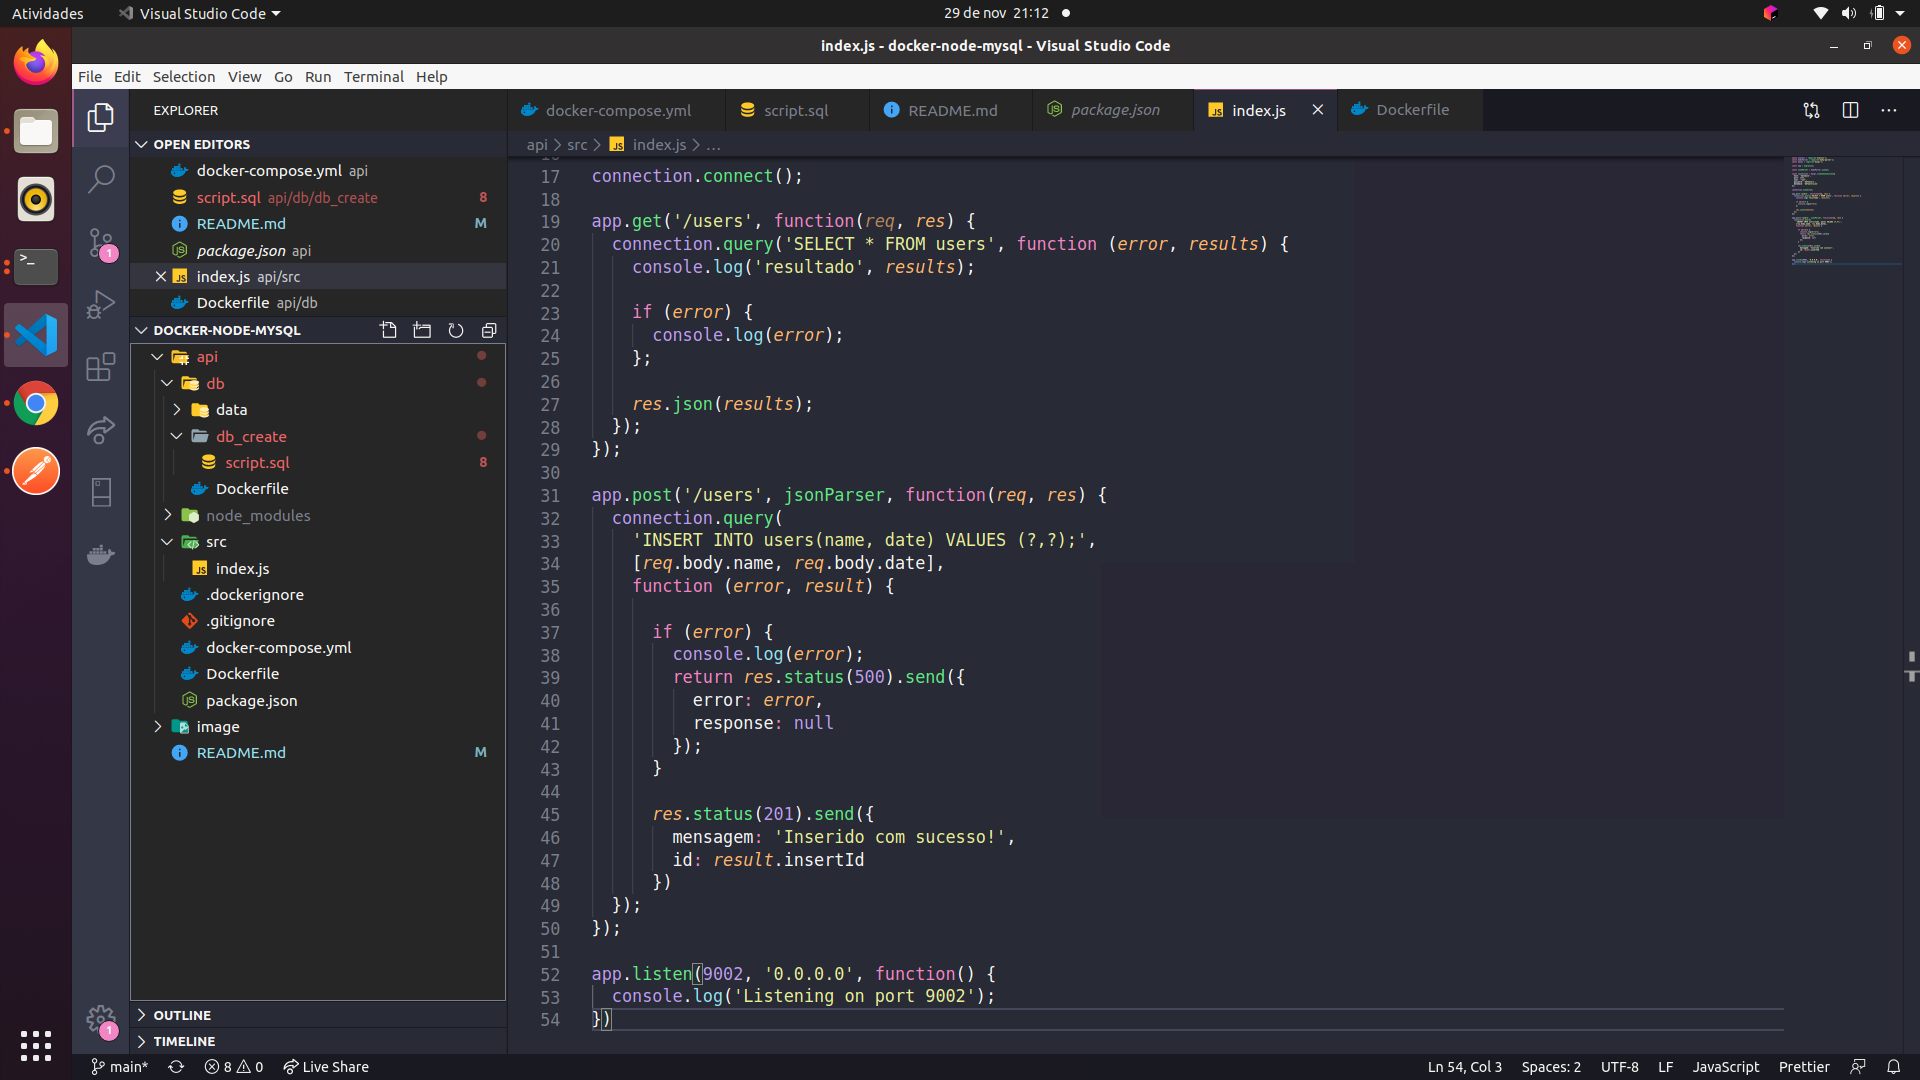 Atividades
Visual Studio Code
29 de nov 21:12
index.js - docker-node-mysql - Visual Studio Code
File Edit Selection View Go Run Terminal Help
EXPLORER
OPEN EDITORS
docker-compose.yml api
script.sql api/db/db_create 8
README.md M
package.json api
index.js api/src
Dockerfile api/db
DOCKER-NODE-MYSQL
api
db
data
db_create
script.sql 8
Dockerfile
node_modules
src
index.js
.dockerignore
.gitignore
docker-compose.yml
Dockerfile
package.json
image
README.md M
OUTLINE
TIMELINE
1
1
docker-compose.yml script.sql README.md package.json index.js Dockerfile
api > src > index.js > ...
17 connection.connect();
18
19 app.get('/users', function(req, res) {
20 connection.query('SELECT * FROM users', function (error, results) {
21 console.log('resultado', results);
22
23 if (error) {
24 console.log(error);
25 };
26
27 res.json(results);
28 });
29 });
30
31 app.post('/users', jsonParser, function(req, res) {
32 connection.query(
33 'INSERT INTO users(name, date) VALUES (?,?);',
34 [req.body.name, req.body.date],
35 function (error, result) {
36
37 if (error) {
38 console.log(error);
39 return res.status(500).send({
40 error: error,
41 response: null
42 });
43 }
44
45 res.status(201).send({
46 mensagem: 'Inserido com sucesso!',
47 id: result.insertId
48 })
49 });
50 });
51
52 app.listen(9002, '0.0.0.0', function() {
53 console.log('Listening on port 9002');
54 })
main* 8 0 Live Share
Ln 54, Col 3 Spaces: 2 UTF-8 LF JavaScript Prettier